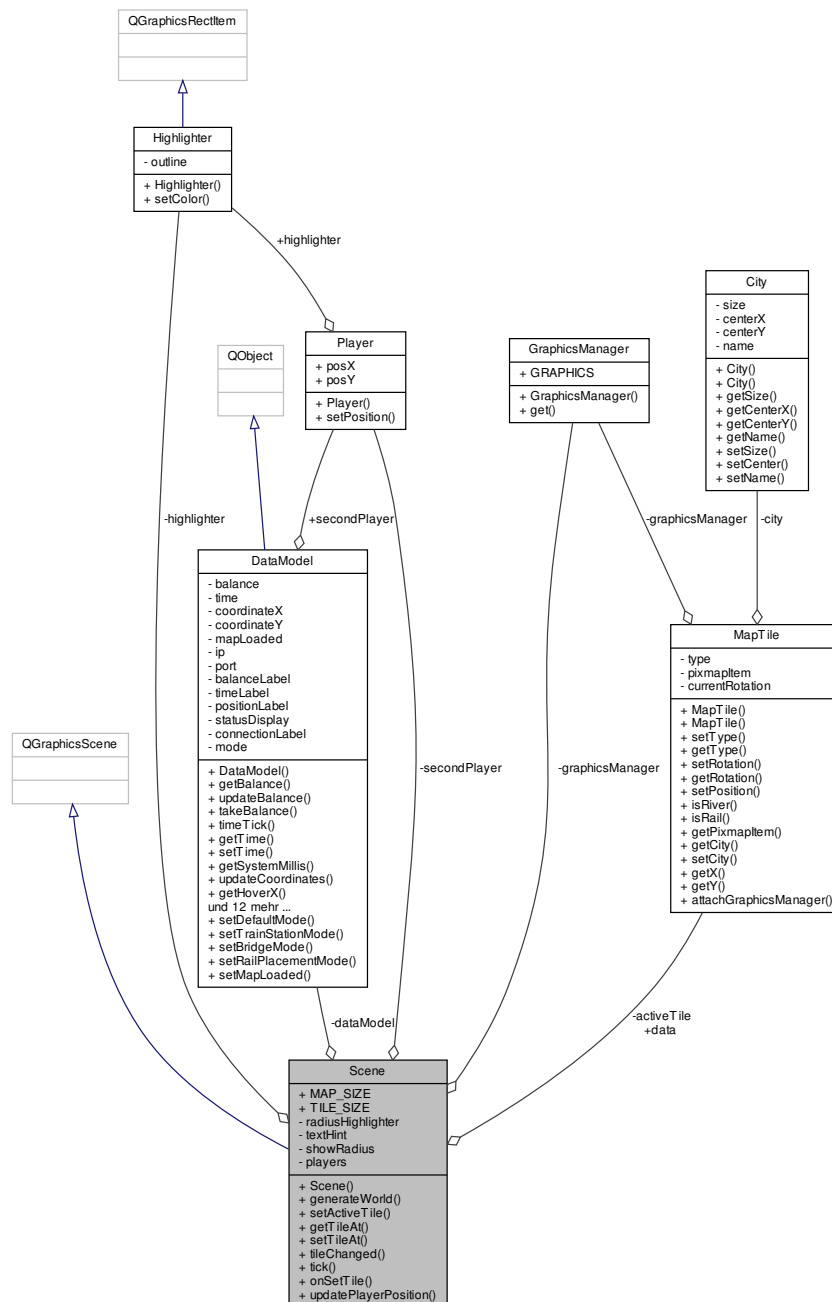 QGraphicsRectItem
Highlighter
- outline
+ Highlighter()
+ setColor()
+highlighter
City
- size
- centerX
- centerY
- name
+ City()
+ City()
+ getSize()
+ getCenterX()
+ getCenterY()
+ getName()
+ setSize()
+ setCenter()
+ setName()
Player
+ posX
+ posY
+ Player()
+ setPosition()
GraphicsManager
+ GRAPHICS
+ GraphicsManager()
+ get()
QObject
-highlighter
+secondPlayer
-graphicsManager
-city
DataModel
- balance
- time
- coordinateX
- coordinateY
- mapLoaded
- ip
- port
- balanceLabel
- timeLabel
- positionLabel
- statusDisplay
- connectionLabel
- mode
+ DataModel()
+ getBalance()
+ updateBalance()
+ takeBalance()
+ timeTick()
+ getTime()
+ setTime()
+ getSystemMillis()
+ updateCoordinates()
+ getHoverX()
und 12 mehr ...
+ setDefaultMode()
+ setTrainStationMode()
+ setBridgeMode()
+ setRailPlacementMode()
+ setMapLoaded()
MapTile
- type
- pixmapItem
- currentRotation
+ MapTile()
+ MapTile()
+ setType()
+ getType()
+ setRotation()
+ getRotation()
+ setPosition()
+ isRiver()
+ isRail()
+ getPixmapItem()
+ getCity()
+ setCity()
+ getX()
+ getY()
+ attachGraphicsManager()
QGraphicsScene
-secondPlayer
-graphicsManager
-dataModel
-activeTile
+data
Scene
+ MAP_SIZE
+ TILE_SIZE
- radiusHighlighter
- textHint
- showRadius
- players
+ Scene()
+ generateWorld()
+ setActiveTile()
+ getTileAt()
+ setTileAt()
+ tileChanged()
+ tick()
+ onSetTile()
+ updatePlayerPosition()